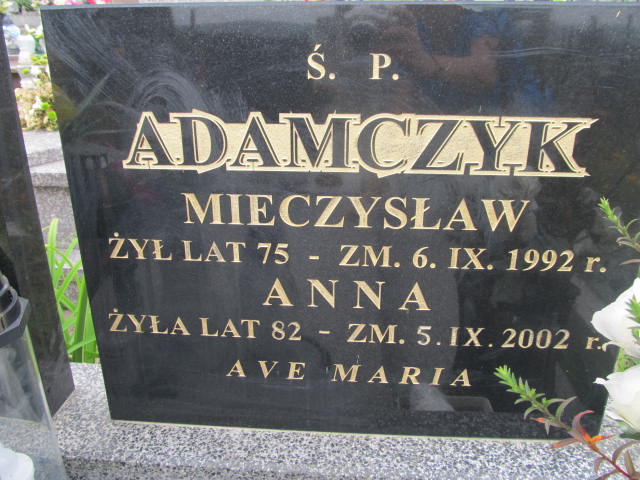 Ś. P.
ADAMCZYK
MIECZYSŁAW
ŻYŁ LAT 75 - ZM. 6. IX. 1992 r.
ANNA
ŻYŁA LAT 82 - ZM. 5. IX. 2002 r.
AVE MARIA